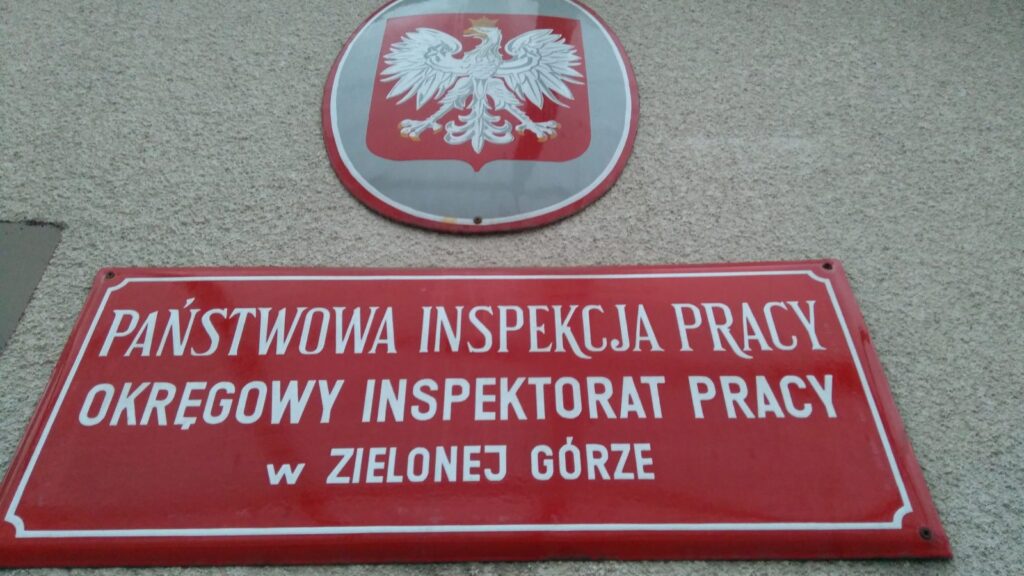 PAŃSTWOWA INSPEKCJA PRACY
OKRĘGOWY INSPEKTORAT PRACY
w ZIELONEJ GÓRZE